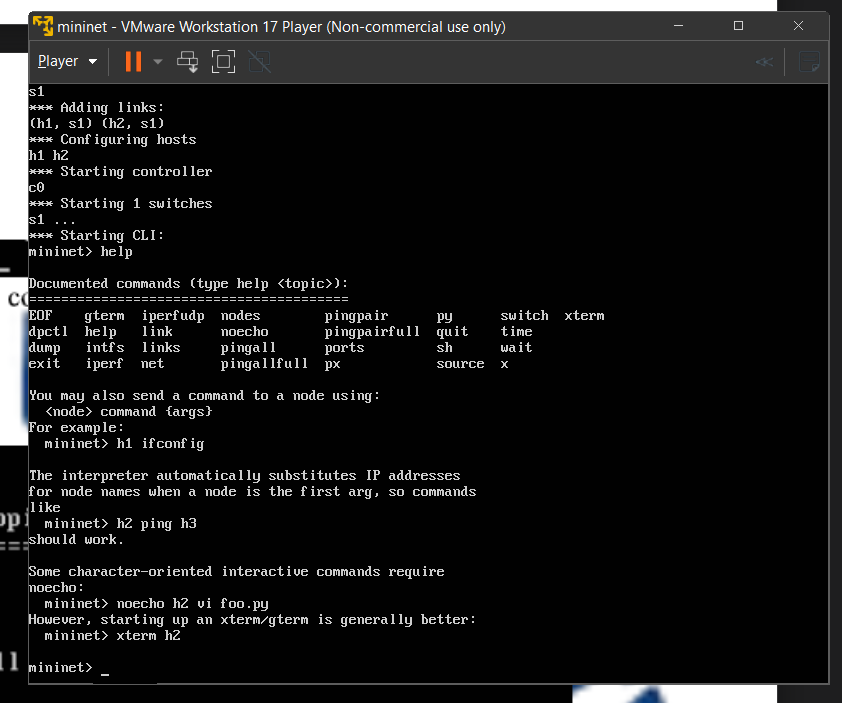 mininet - VMware Workstation 17 Player (Non-commercial use only)
Player
s1
*** Adding links:
(h1, s1) (h2, s1)
*** Configuring hosts
h1 h2
*** Starting controller
c0
*** Starting 1 switches
s1 ...
*** Starting CLI:
mininet> help
Documented commands (type help <topic>):
========================================
EOF gterm iperfudp nodes pingpair py switch xterm
dpctl help link noecho pingpairfull quit time
dump intfs links pingall ports sh wait
exit iperf net pingallfull px source x
You may also send a command to a node using:
<node> command {args}
For example:
mininet> h1 ifconfig
The interpreter automatically substitutes IP addresses
for node names when a node is the first arg, so commands
like
mininet> h2 ping h3
should work.
Some character-oriented interactive commands require
noecho:
mininet> noecho h2 vi foo.py
However, starting up an xterm/gterm is generally better:
mininet> xterm h2
mininet> _